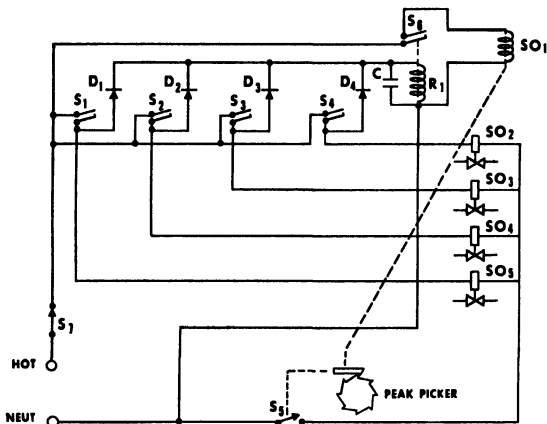 S6
SO1
D1
D2
D3
D4
C
R1
S1
S2
S3
S4
SO2
SO3
SO4
SO5
S7
HOT
PEAK PICKER
S5
NEUT